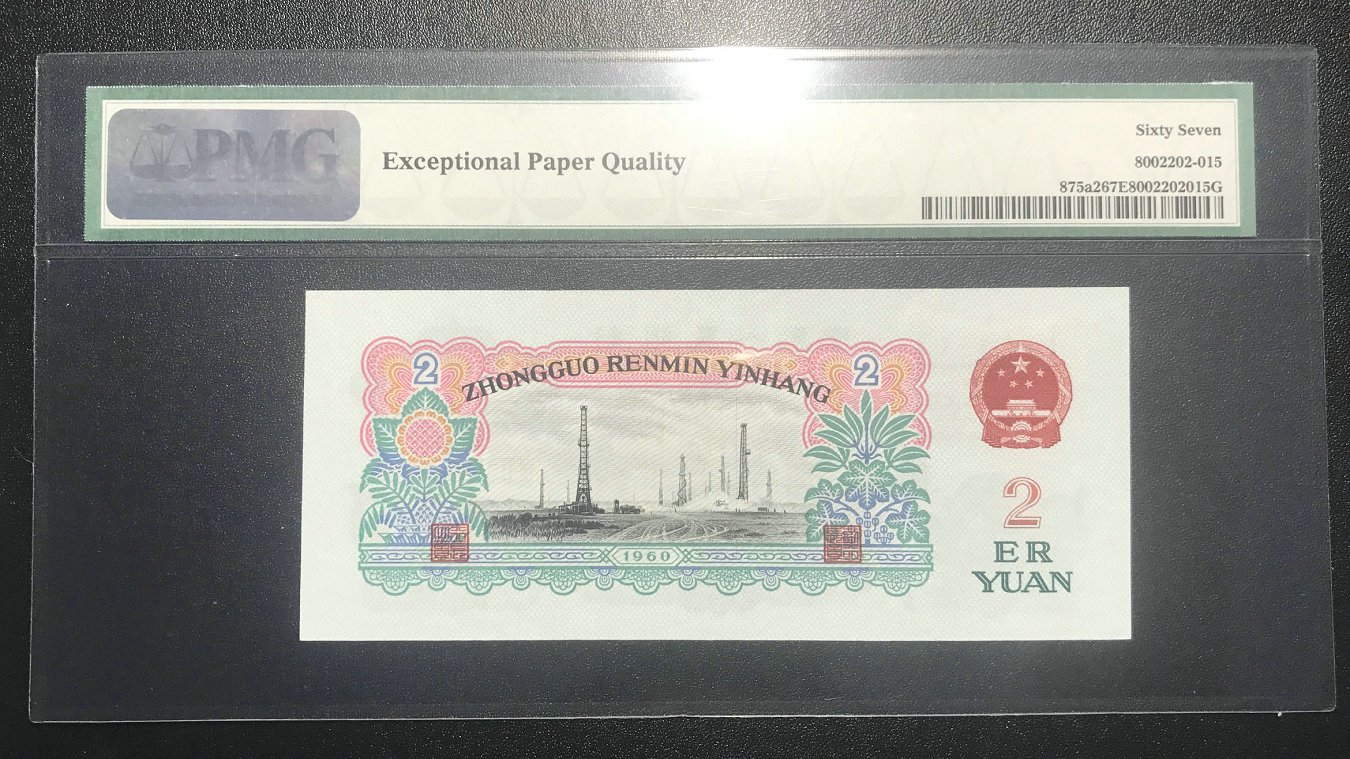 PMG
Exceptional Paper Quality
Sixty Seven
8002202-015
875a267E8002202015G
2
ZHONGGUO RENMIN YINHANG
2
1960
2
ER
YUAN